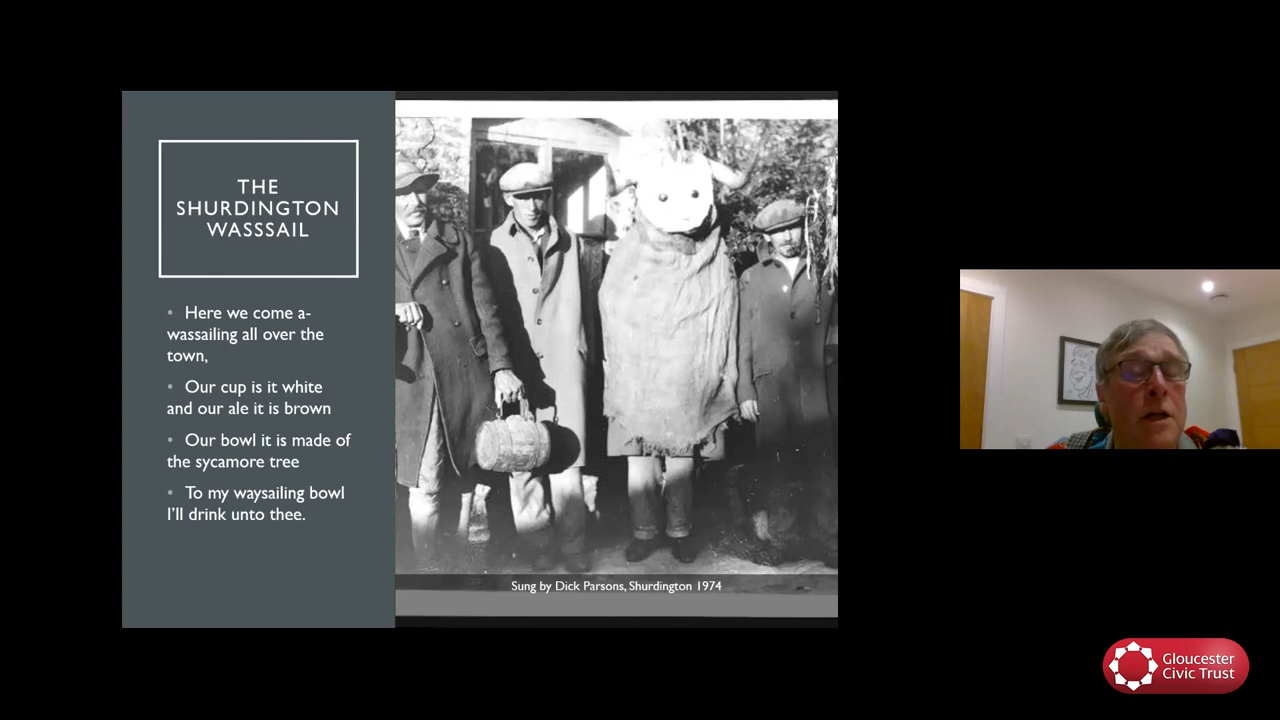 THE
SHURDINGTON
WASSSAIL
• Here we come a-
wassailing all over the
town,
• Our cup is it white
and our ale it is brown
• Our bowl it is made of
the sycamore tree
• To my waysailing bowl
I'll drink unto thee.
Sung by Dick Parsons, Shurdington 1974
Gloucester
Civic Trust